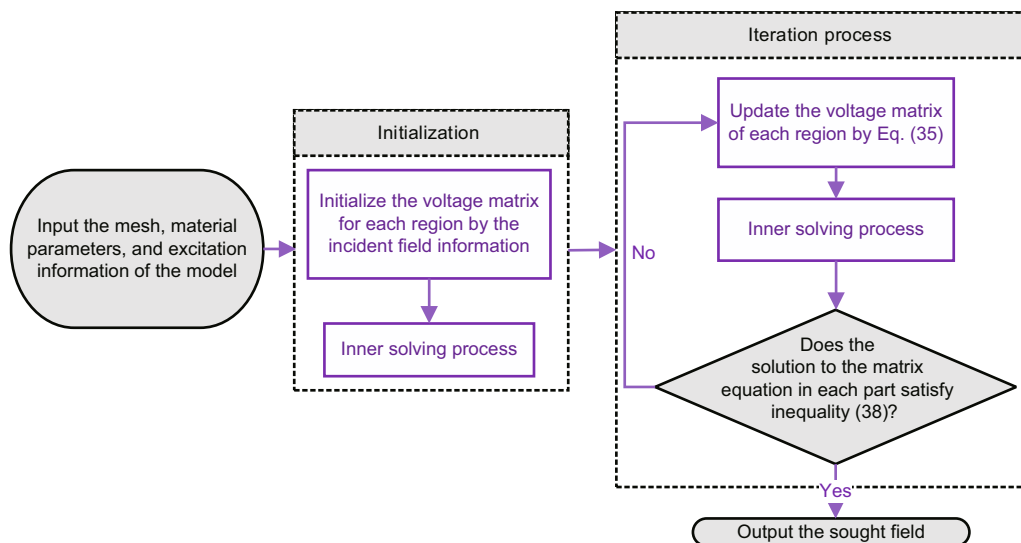 Input the mesh, material
parameters, and excitation
information of the model
Initialization
Initialize the voltage matrix
for each region by the
incident field information
Inner solving process
Iteration process
Update the voltage matrix
of each region by Eq. (35)
Inner solving process
No
Does the
solution to the matrix
equation in each part satisfy
inequality (38)?
Yes
Output the sought field